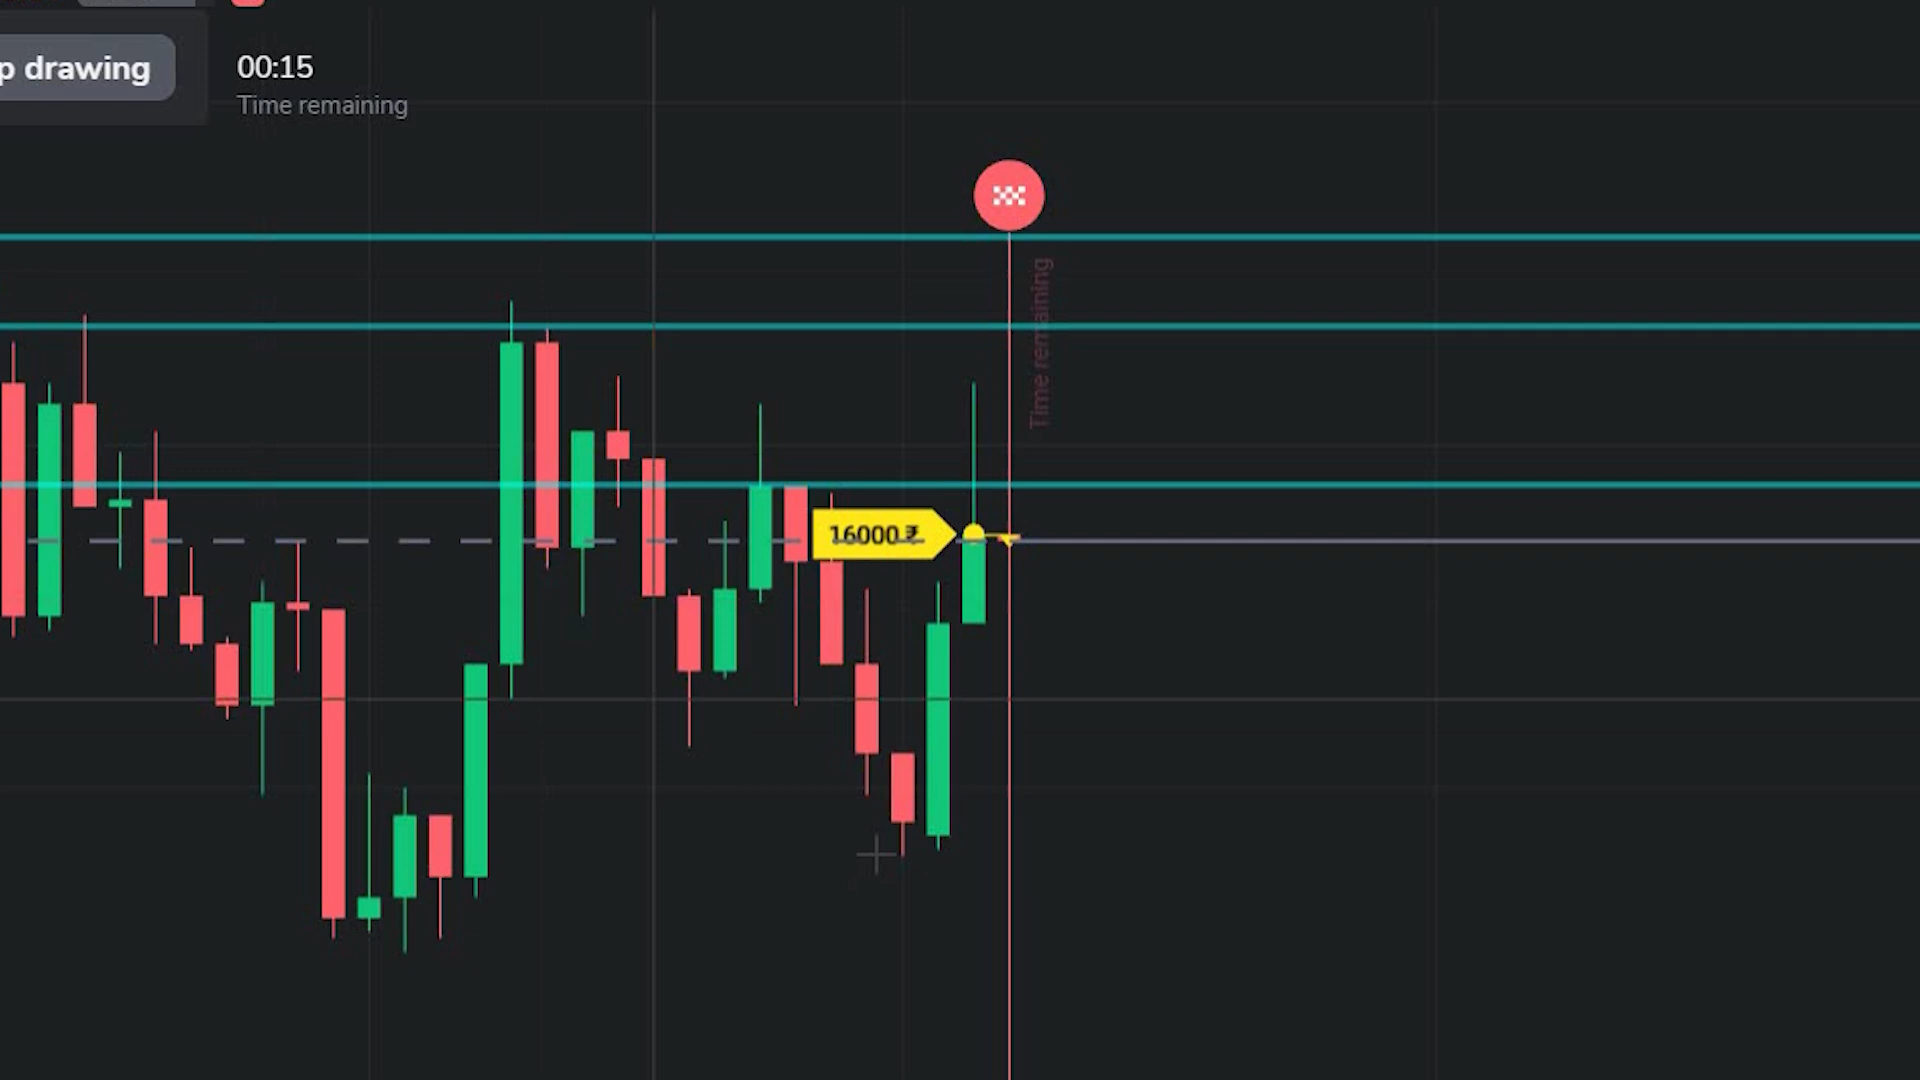 p drawing
00:15
Time remaining
Time remaining
16000 ₹